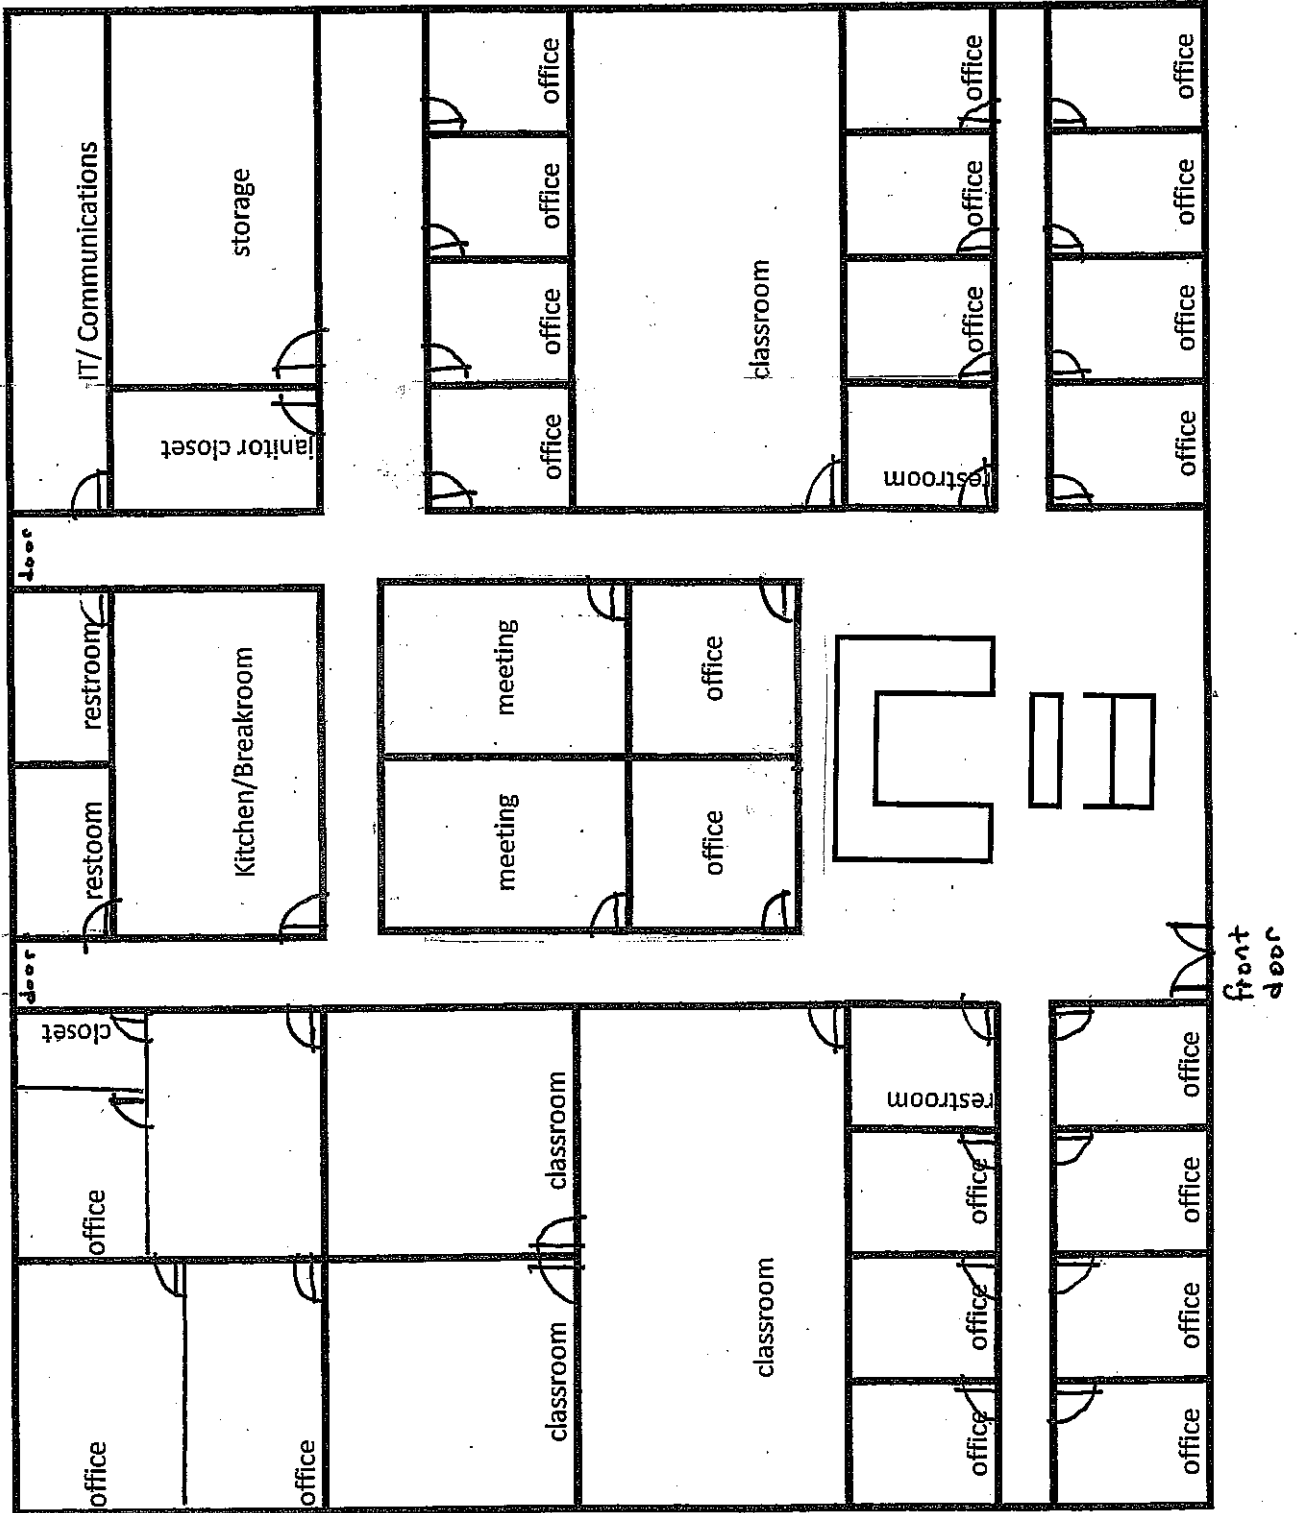 IT/ Communications
storage
janitor closet
office
office
office
office
classroom
office
office
office
restroom
office
office
office
office
door
restroom
restoom
Kitchen/Breakroom
meeting
meeting
office
office
door
front
door
closet
office
office
office
classroom
classroom
classroom
restroom
office
office
office
office
office
office
office